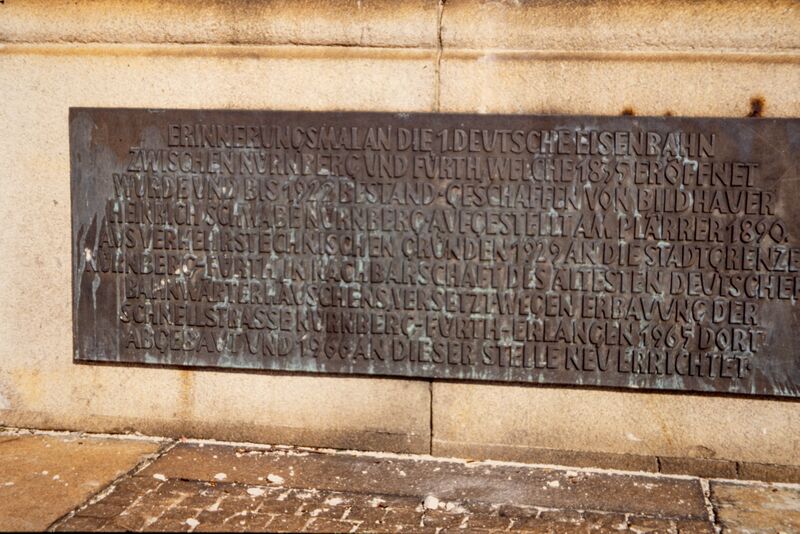 ERINNERUNGSMAL AN DIE 1. DEUTSCHE EISENBAHN
ZWISCHEN NÜRNBERG UND FÜRTH, WELCHE 1835 ERÖFFNET
WURDE UND BIS 1922 BESTAND · GESCHAFFEN VON BILDHAUER
HEINRICH SCHWABE NÜRNBERG AUFGESTELLT AM PLÄRRER 1890.
AUS VERKEHRSTECHNISCHEN GRÜNDEN 1929 AN DIE STADTGRENZE
NÜRNBERG-FÜRTH IN NACHBARSCHAFT DES ÄLTESTEN DEUTSCHEN
BAHNWÄRTERHÄUSCHENS VERSETZT· WEGEN ERBAUUNG DER
SCHNELLSTRASSE NÜRNBERG-FÜRTH-ERLANGEN 1965 DORT
ABGEBAUT UND 1966 AN DIESER STELLE NEU ERRICHTET·